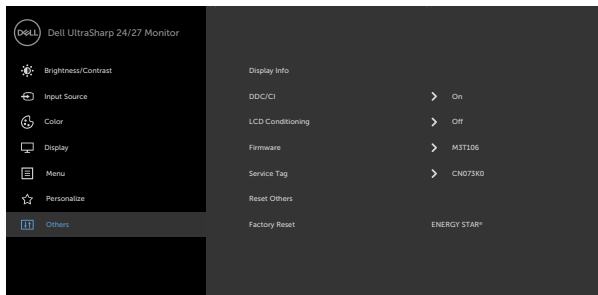 DELL Dell UltraSharp 24/27 Monitor
Brightness/Contrast Display Info
Input Source DDC/CI On
Color LCD Conditioning Off
Display Firmware M3T106
Menu Service Tag CN073K0
Personalize Reset Others
Others Factory Reset ENERGY STAR®